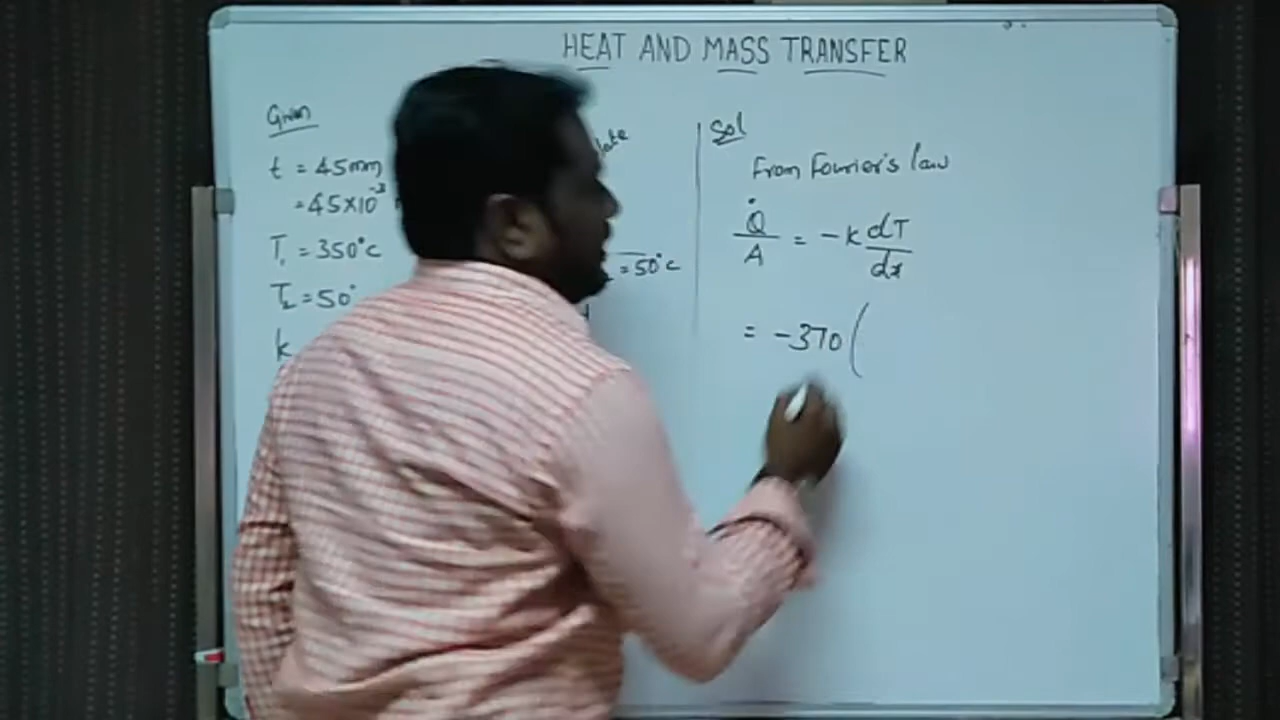 HEAT AND MASS TRANSFER
Given
t = 45mm
= 45×10⁻³
T₁ = 350°C
T₂ = 50°
k
= 50°C
Sol
From Fourier's law
Q̇/A = -k dT/dx
= -370 (